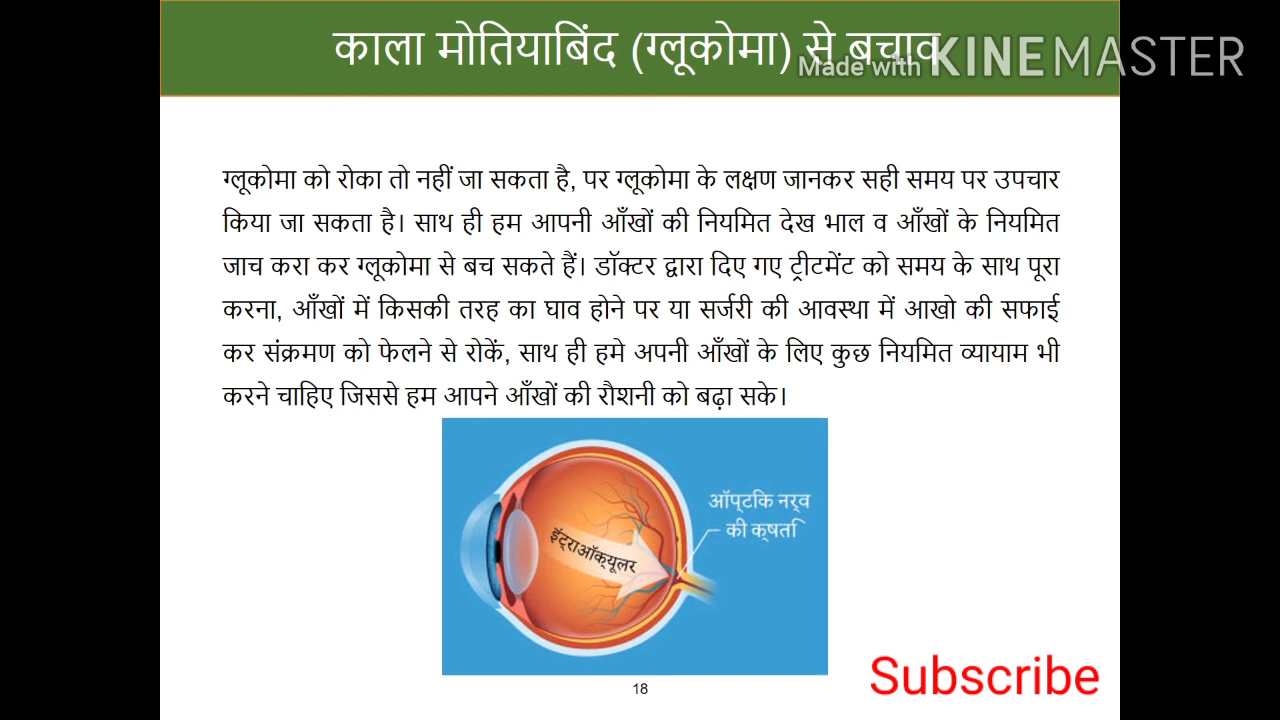 काला मोतियाबिंद (ग्लूकोमा) से बचाव
Made with KINEMASTER
ग्लूकोमा को रोका तो नहीं जा सकता है, पर ग्लूकोमा के लक्षण जानकर सही समय पर उपचार
किया जा सकता है। साथ ही हम आपनी आँखों की नियमित देख भाल व आँखों के नियमित
जाच करा कर ग्लूकोमा से बच सकते हैं। डॉक्टर द्वारा दिए गए ट्रीटमेंट को समय के साथ पूरा
करना, आँखों में किसकी तरह का घाव होने पर या सर्जरी की आवस्था में आखो की सफाई
कर संक्रमण को फेलने से रोकें, साथ ही हमे अपनी आँखों के लिए कुछ नियमित व्यायाम भी
करने चाहिए जिससे हम आपने आँखों की रौशनी को बढ़ा सके।
ऑप्टकि नर्व
की क्षति
इंट्राऑक्यूलर
Subscribe
18